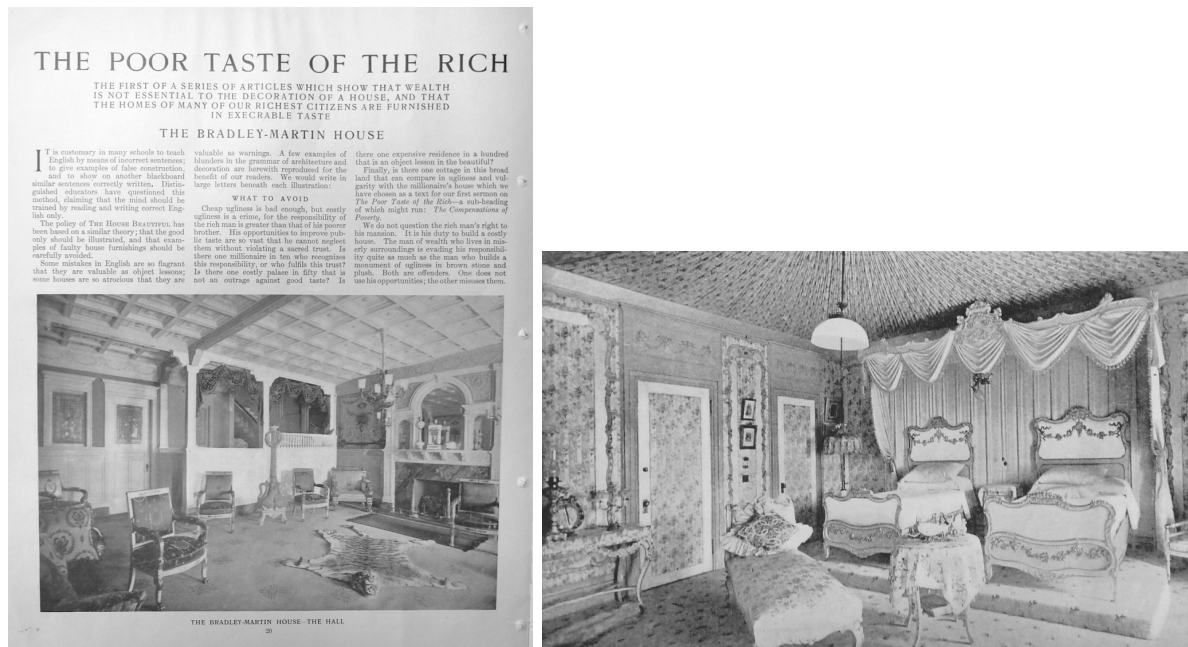 THE POOR TASTE OF THE RICH
THE FIRST OF A SERIES OF ARTICLES WHICH SHOW THAT WEALTH
IS NOT ESSENTIAL TO THE DECORATION OF A HOUSE, AND THAT
THE HOMES OF MANY OF OUR RICHEST CITIZENS ARE FURNISHED
IN EXECRABLE TASTE
THE BRADLEY-MARTIN HOUSE
IT is customary in many schools to teach
English by means of incorrect sentences;
to give examples of false construction,
and to show on another blackboard
similar sentences correctly written. Distin-
guished educators have questioned this
method, claiming that the mind should be
trained by reading and writing correct Eng-
lish only.
The policy of THE HOUSE BEAUTIFUL has
been based on a similar theory; that the good
only should be illustrated, and that exam-
ples of faulty house furnishings should be
carefully avoided.
Some mistakes in English are so flagrant
that they are valuable as object lessons;
some houses are so atrocious that they are
valuable as warnings. A few examples of
blunders in the grammar of architecture and
decoration are herewith reproduced for the
benefit of our readers. We would write in
large letters beneath each illustration:
WHAT TO AVOID
Cheap ugliness is bad enough, but costly
ugliness is a crime, for the responsibility of
the rich man is greater than that of his poorer
brother. His opportunities to improve pub-
lic taste are so vast that he cannot neglect
them without violating a sacred trust. Is
there one millionaire in ten who recognizes
this responsibility, or who fulfils this trust?
Is there one costly palace in fifty that is
not an outrage against good taste? Is
there one expensive residence in a hundred
that is an object lesson in the beautiful?
Finally, is there one cottage in this broad
land that can compare in ugliness and vul-
garity with the millionaire's house which we
have chosen as a text for our first sermon on
The Poor Taste of the Rich—a sub-heading
of which might run: The Compensations of
Poverty.
We do not question the rich man's right to
his mansion. It is his duty to build a costly
house. The man of wealth who lives in mis-
erly surroundings is evading his responsibil-
ity quite as much as the man who builds a
monument of ugliness in brown stone and
plush. Both are offenders. One does not
use his opportunities; the other misuses them.
THE BRADLEY-MARTIN HOUSE—THE HALL
20